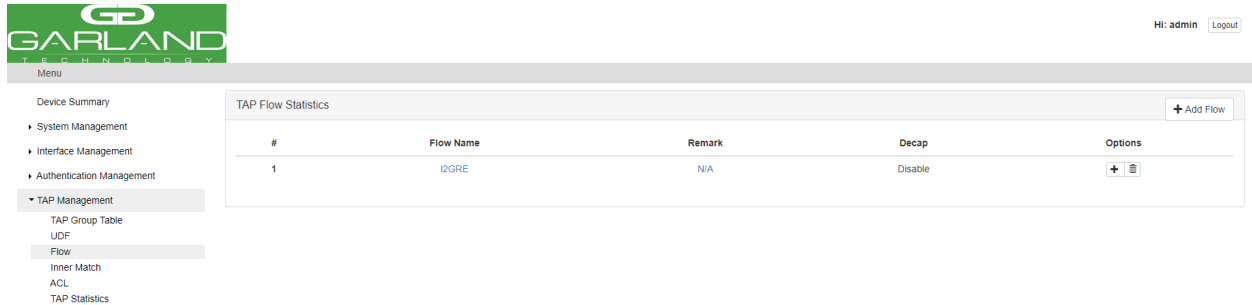 GARLAND
TECHNOLOGY
Hi: admin Logout
Menu
Device Summary
System Management
Interface Management
Authentication Management
TAP Management
TAP Group Table
UDF
Flow
Inner Match
ACL
TAP Statistics
TAP Flow Statistics
Add Flow
# Flow Name Remark Decap Options
1 l2GRE N/A Disable